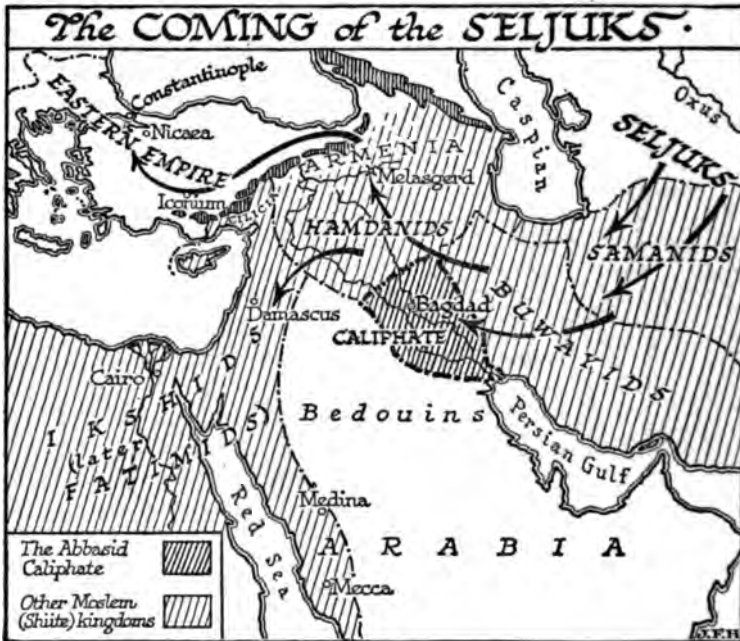 The COMING of the SELJUKS.
Constantinople
EASTERN EMPIRE
Nicaea
Iconium
Cilicia
ARMENIA
Melasgerd
Caspian
Oxus
SELJUKS
SAMANIDS
HAMDANIDS
BUWAYIDS
Bagdad
CALIPHATE
Damascus
Cairo
IKSHIDS
(later
FATIMIDS)
Bedouins
Persian Gulf
Red Sea
Medina
Mecca
ARABIA
The Abbasid
Caliphate
Other Moslem
(Shiite) kingdoms
J.F.H.